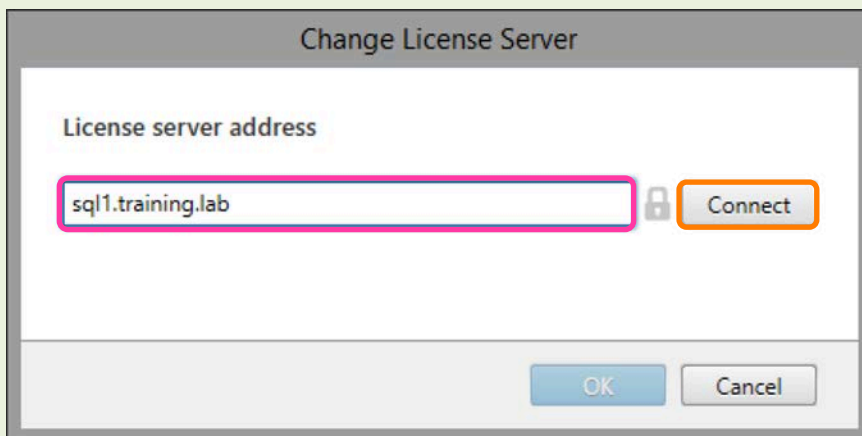 Change License Server
License server address
sql1.training.lab
Connect
OK
Cancel